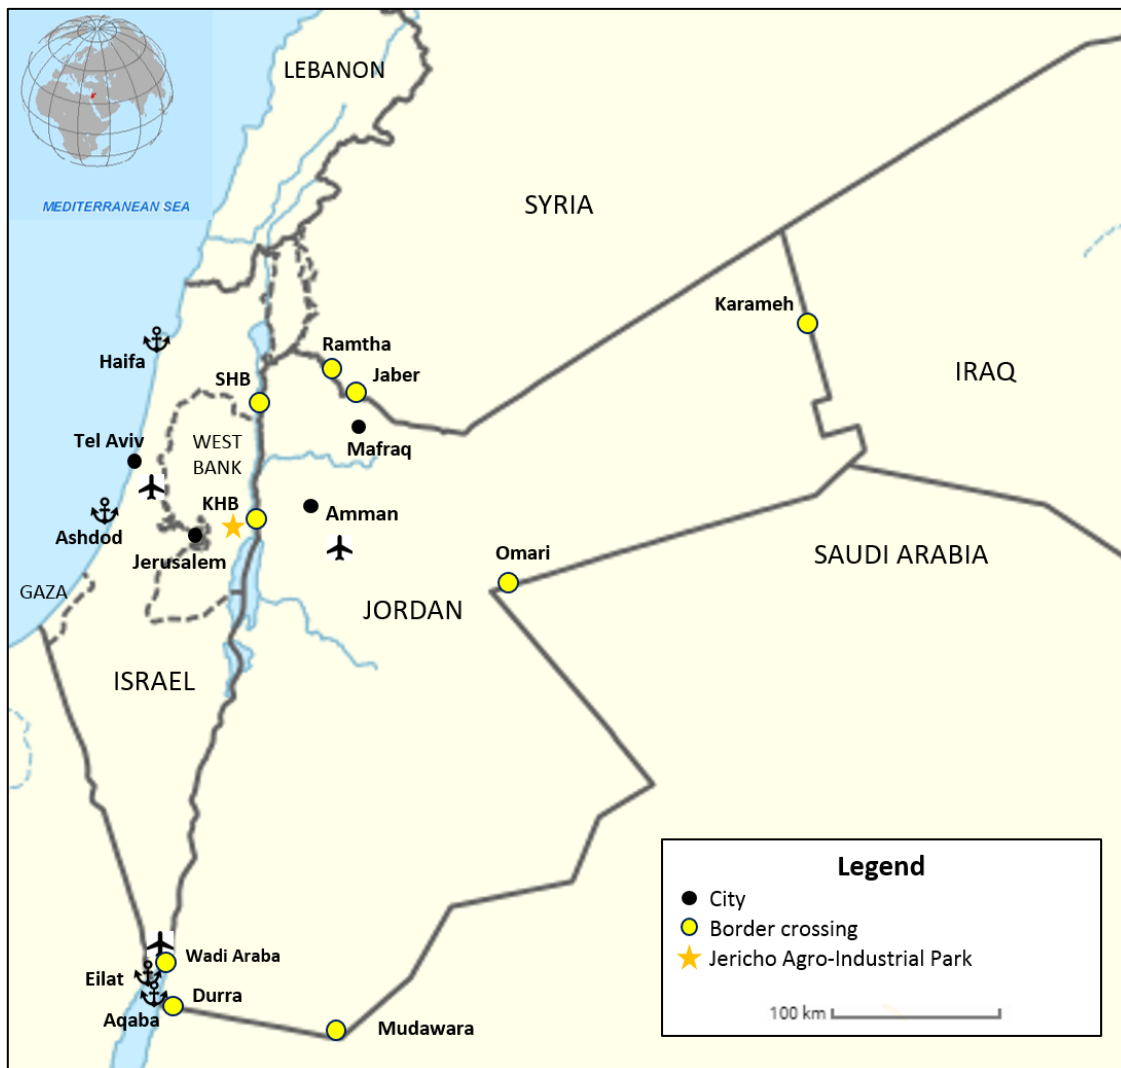 LEBANON
MEDITERRANEAN SEA
SYRIA
Karameh
Haifa
Ramtha
SHB
Jaber
IRAQ
Tel Aviv
WEST
BANK
Mafraq
KHB
Ashdod
Amman
Jerusalem
Omari
SAUDI ARABIA
GAZA
JORDAN
ISRAEL
Legend
City
Border crossing
Jericho Agro-Industrial Park
100 km
Wadi Araba
Eilat
Durra
Aqaba
Mudawara